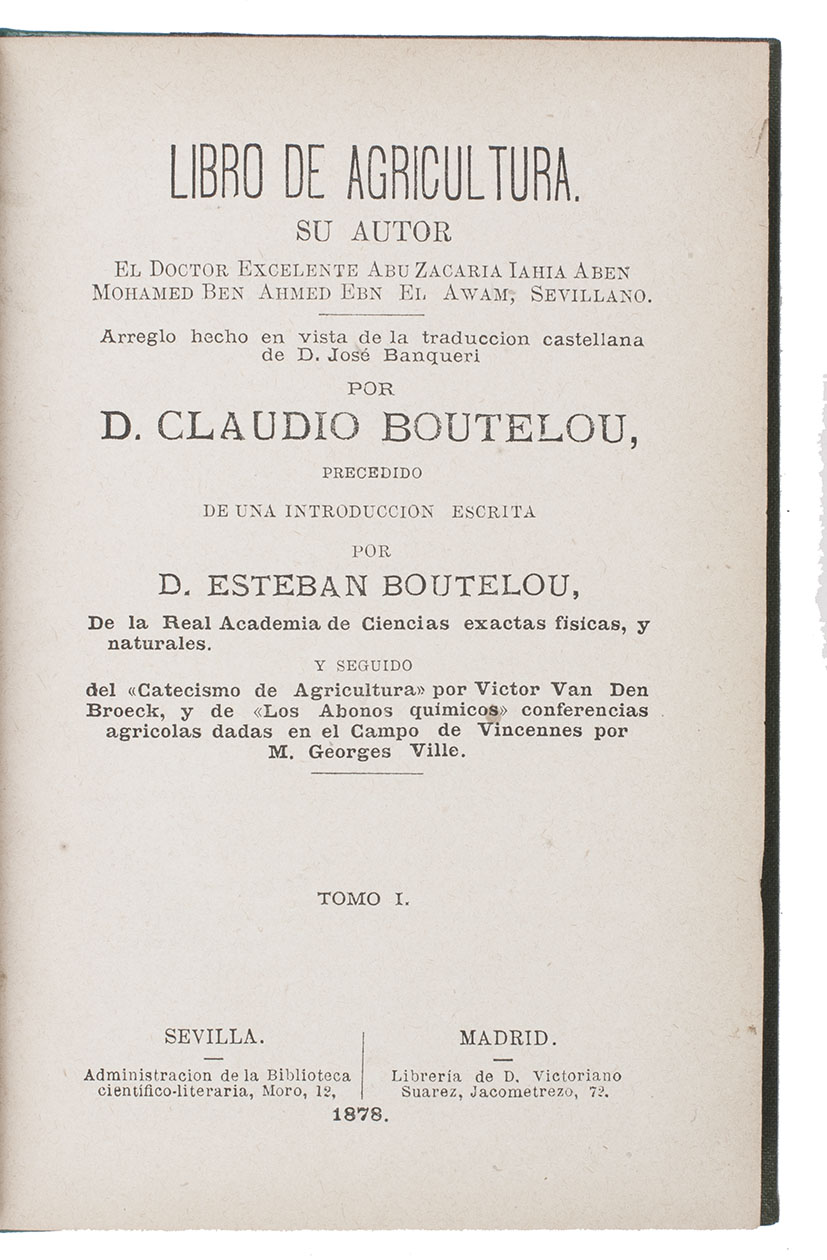 LIBRO DE AGRICULTURA.
SU AUTOR
EL DOCTOR EXCELENTE ABU ZACARIA IAHIA ABEN
MOHAMED BEN AHMED EBN EL AWAM, SEVILLANO.
Arreglo hecho en vista de la traduccion castellana
de D. José Banqueri
POR
D. CLAUDIO BOUTELOU,
PRECEDIDO
DE UNA INTRODUCCION ESCRITA
POR
D. ESTEBAN BOUTELOU,
De la Real Academia de Ciencias exactas fisicas, y
naturales.
Y SEGUIDO
del «Catecismo de Agricultura» por Victor Van Den
Broeck, y de «Los Abonos químicos» conferencias
agricolas dadas en el Campo de Vincennes por
M. Georges Ville.
TOMO I.
SEVILLA.
Administracion de la Biblioteca
científico-literaria, Moro, 12,
MADRID.
Librería de D. Victoriano
Suarez, Jacometrezo, 72.
1878.